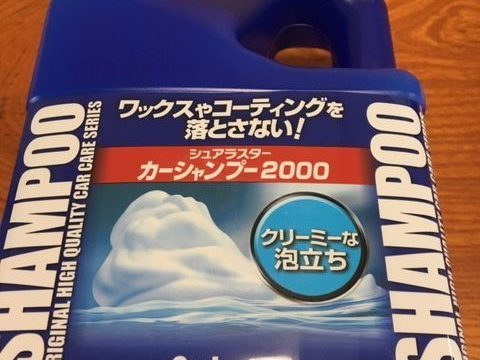 ワックスやコーティングを
落とさない!
シュアラスター
カーシャンプー2000
クリーミーな
泡立ち
SHAMPOO
ORIGINAL HIGH QUALITY CAR CARE SERIES
SHAMPOO